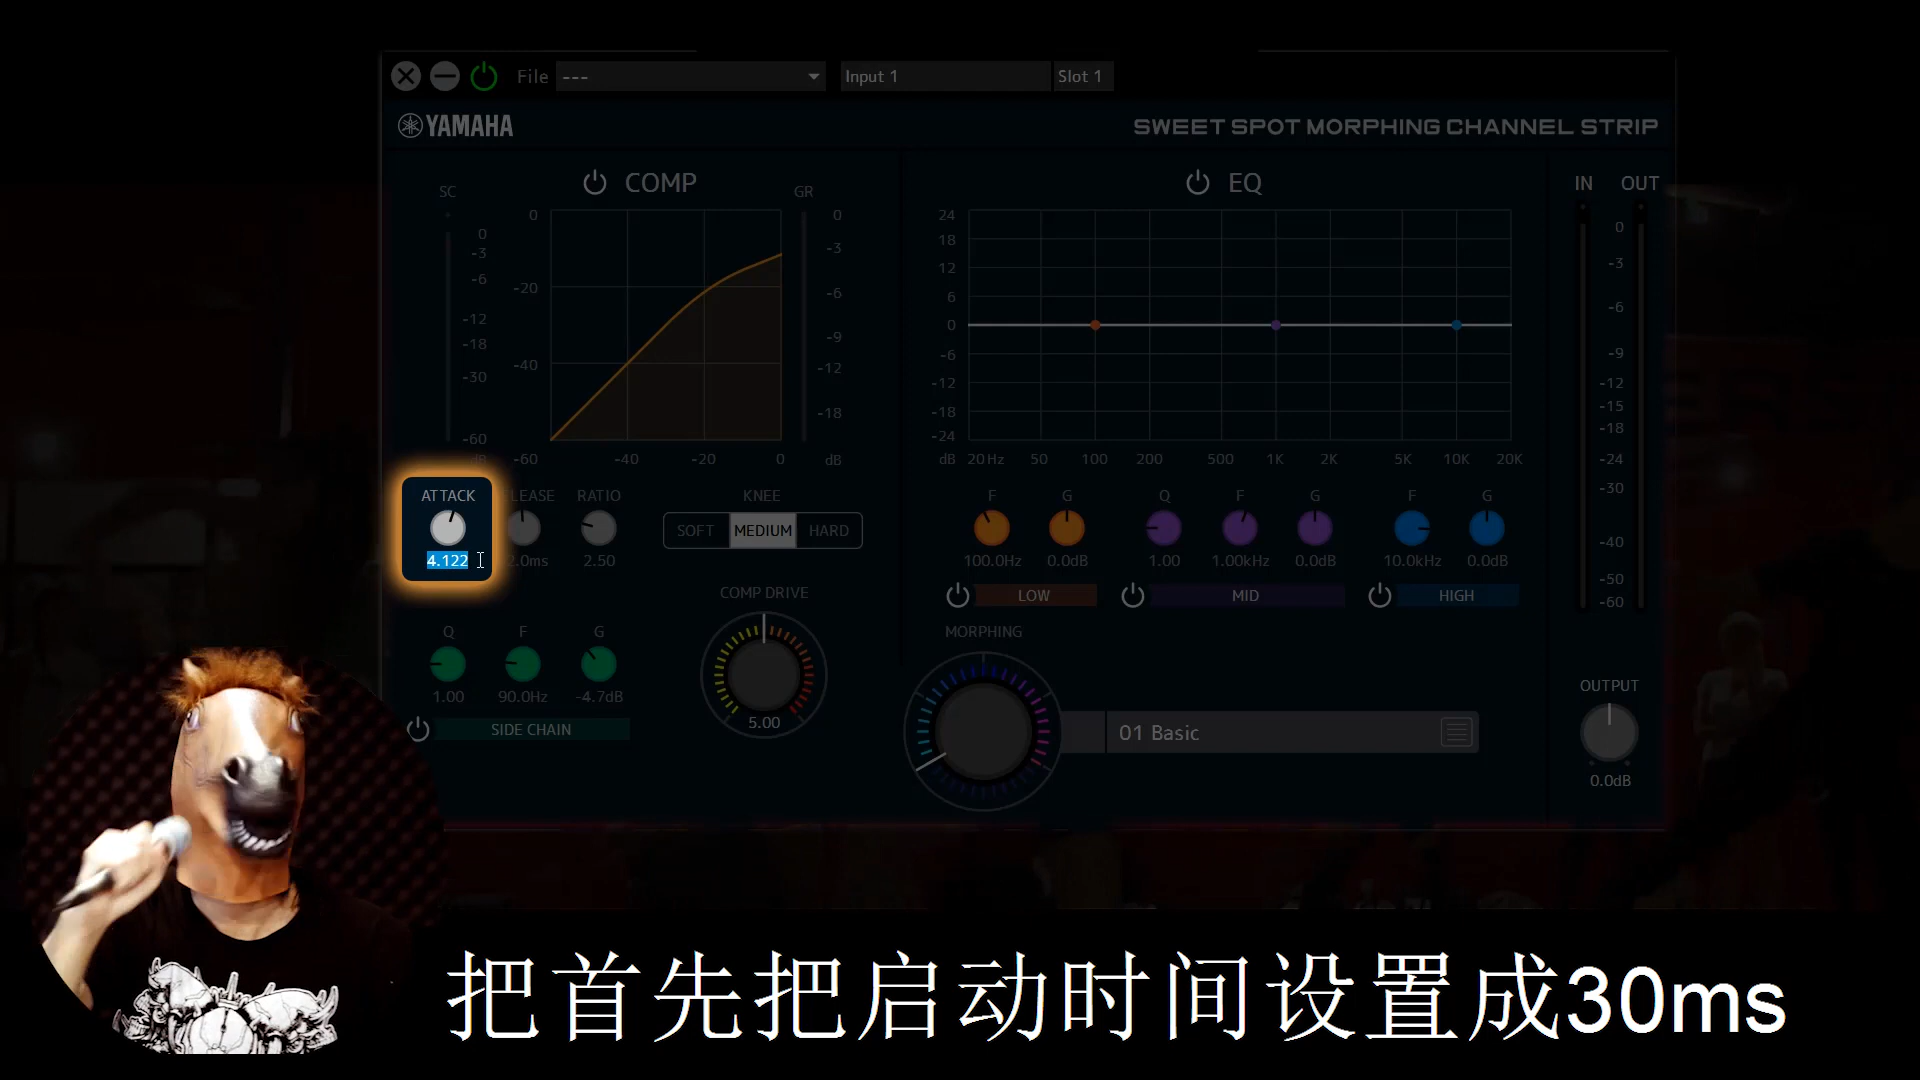 File --- Input 1 Slot 1
YAMAHA
SWEET SPOT MORPHING CHANNEL STRIP
SC COMP GR
0 -3 -6 -12 -18 -30 -60 dB
0 -20 -40 -60
-60 -40 -20 0 dB
0 -3 -6 -9 -12 -18
EQ
24 18 12 6 0 -6 -12 -18 -24
dB 20Hz 50 100 200 500 1K 2K 5K 10K 20K
IN OUT
0 -3 -6 -9 -12 -15 -18 -24 -30 -40 -50 -60
ATTACK LEASE RATIO
4.122 2.0ms 2.50
KNEE
SOFT MEDIUM HARD
F G Q F G F G
100.0Hz 0.0dB 1.00 1.00kHz 0.0dB 10.0kHz 0.0dB
LOW MID HIGH
COMP DRIVE
5.00
Q F G
1.00 90.0Hz -4.7dB
SIDE CHAIN
MORPHING
01 Basic
OUTPUT
0.0dB
把首先把启动时间设置成30ms